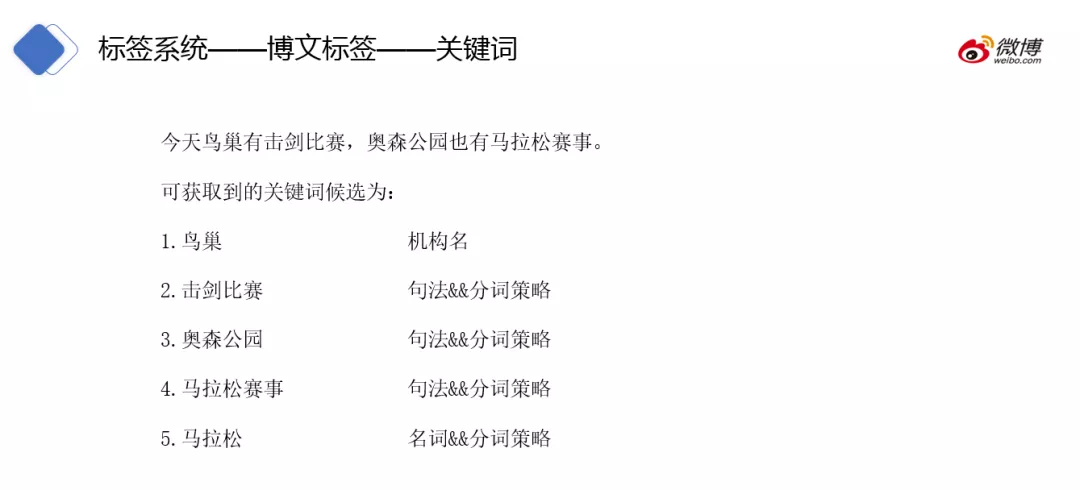 标签系统——博文标签——关键词
微博
weibo.com
今天鸟巢有击剑比赛，奥森公园也有马拉松赛事。
可获取到的关键词候选为：
1.鸟巢 机构名
2.击剑比赛 句法&&分词策略
3.奥森公园 句法&&分词策略
4.马拉松赛事 句法&&分词策略
5.马拉松 名词&&分词策略